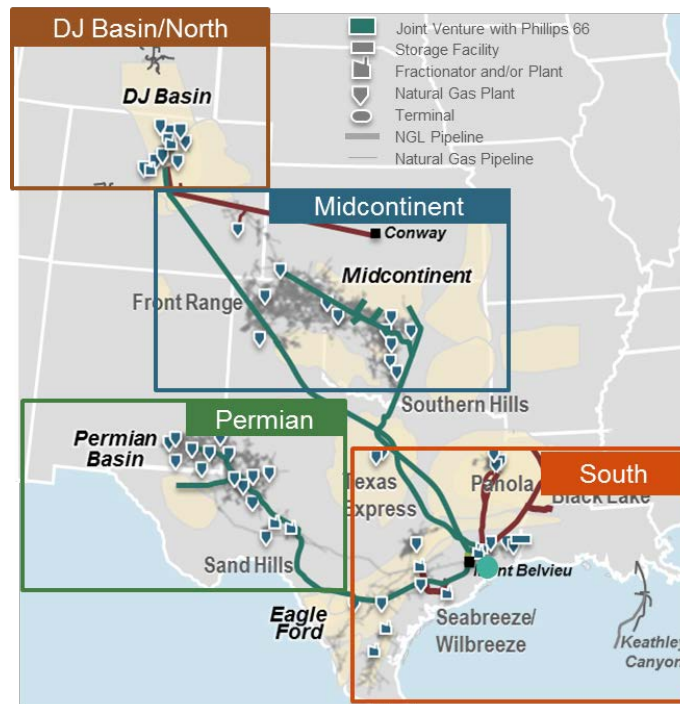 DJ Basin/North
Joint Venture with Phillips 66
Storage Facility
Fractionator and/or Plant
Natural Gas Plant
Terminal
NGL Pipeline
Natural Gas Pipeline
DJ Basin
Midcontinent
Conway
Midcontinent
Front Range
Southern Hills
Permian
Permian
Basin
Sand Hills
South
Texas
Express
Panola
Black Lake
Mont Belvieu
Eagle
Ford
Seabreeze/
Wilbreeze
Keathley
Canyon